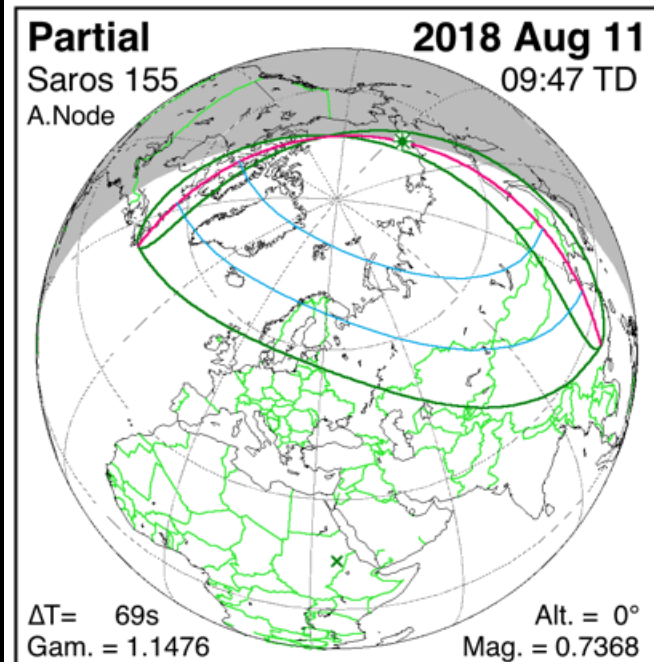 Partial 2018 Aug 11
Saros 155 09:47 TD
A.Node
ΔT= 69s Alt. = 0°
Gam. = 1.1476 Mag. = 0.7368